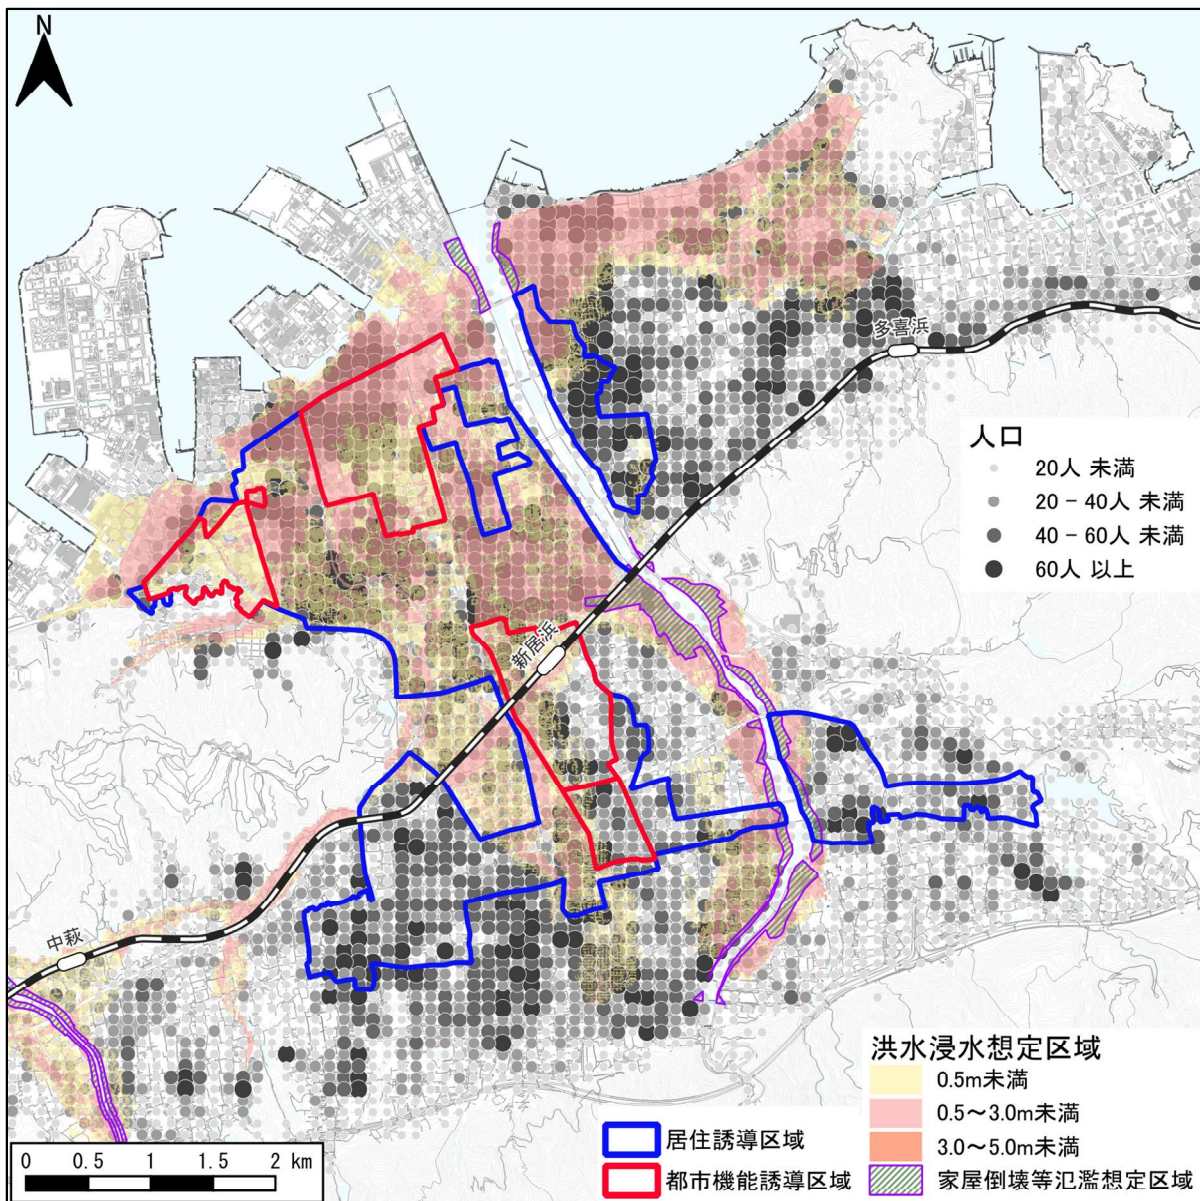 N
多喜浜
人口
20人 未満
20 - 40人 未満
40 - 60人 未満
60人 以上
新居浜
中萩
洪水浸水想定区域
0.5m未満
0.5～3.0m未満
3.0～5.0m未満
家屋倒壊等氾濫想定区域
居住誘導区域
都市機能誘導区域
0 0.5 1 1.5 2 km